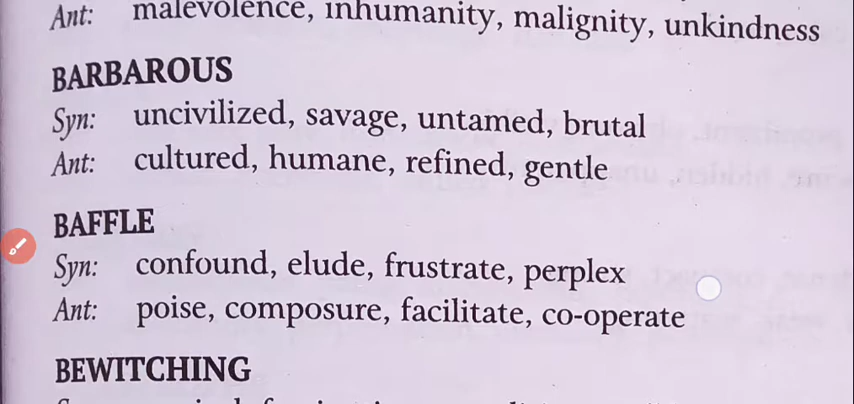 Ant: malevolence, inhumanity, malignity, unkindness
BARBAROUS
Syn: uncivilized, savage, untamed, brutal
Ant: cultured, humane, refined, gentle
BAFFLE
Syn: confound, elude, frustrate, perplex
Ant: poise, composure, facilitate, co-operate
BEWITCHING